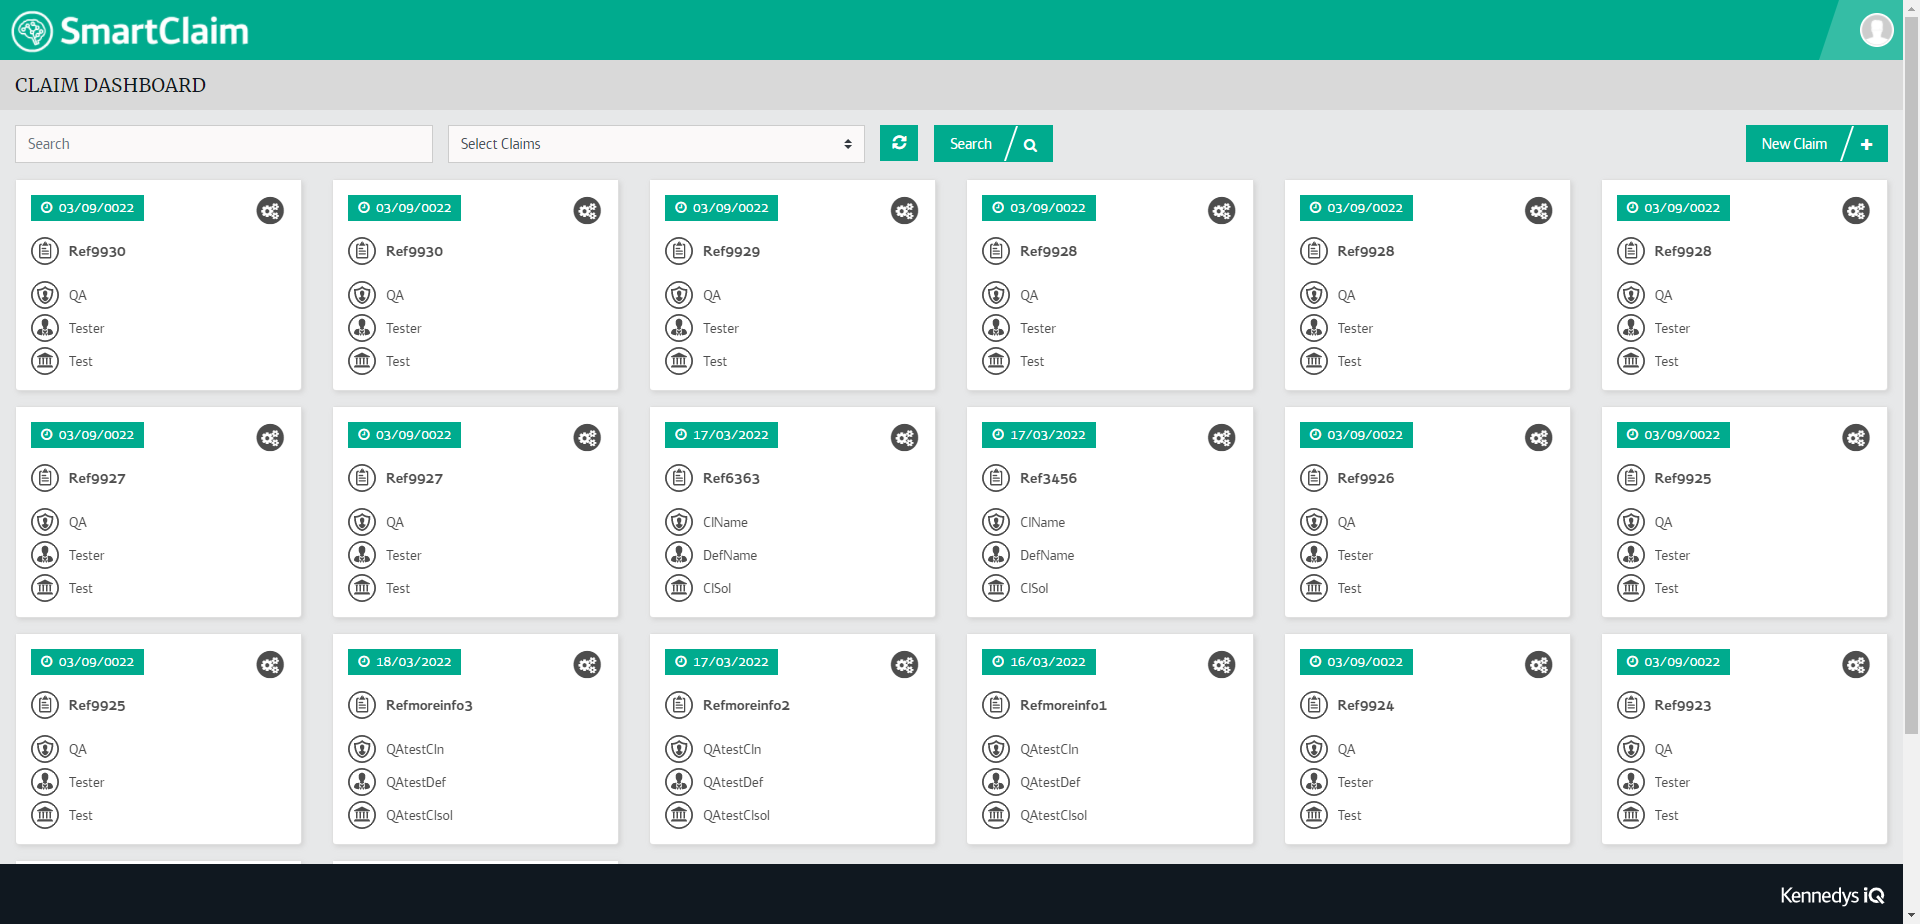 SmartClaim
CLAIM DASHBOARD
Search
Select Claims
Search
New Claim
03/09/0022
Ref9930
QA
Tester
Test
03/09/0022
Ref9930
QA
Tester
Test
03/09/0022
Ref9929
QA
Tester
Test
03/09/0022
Ref9928
QA
Tester
Test
03/09/0022
Ref9928
QA
Tester
Test
03/09/0022
Ref9928
QA
Tester
Test
03/09/0022
Ref9927
QA
Tester
Test
03/09/0022
Ref9927
QA
Tester
Test
17/03/2022
Ref6363
ClName
DefName
ClSol
17/03/2022
Ref3456
ClName
DefName
ClSol
03/09/0022
Ref9926
QA
Tester
Test
03/09/0022
Ref9925
QA
Tester
Test
03/09/0022
Ref9925
QA
Tester
Test
18/03/2022
Refmoreinfo3
QAtestCln
QAtestDef
QAtestClsol
17/03/2022
Refmoreinfo2
QAtestCln
QAtestDef
QAtestClsol
16/03/2022
Refmoreinfo1
QAtestCln
QAtestDef
QAtestClsol
03/09/0022
Ref9924
QA
Tester
Test
03/09/0022
Ref9923
QA
Tester
Test
Kennedys iQ